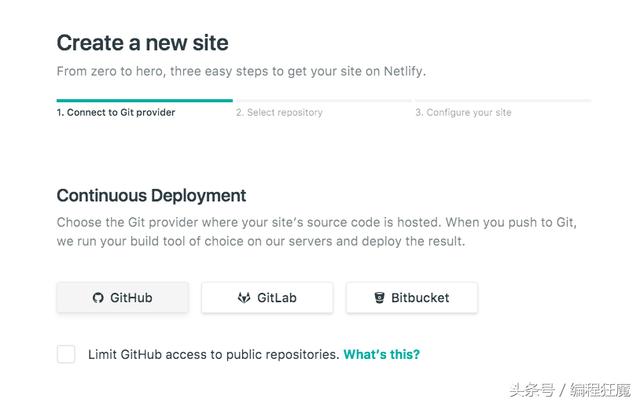 Create a new site
From zero to hero, three easy steps to get your site on Netlify.
1. Connect to Git provider
2. Select repository
3. Configure your site
Continuous Deployment
Choose the Git provider where your site's source code is hosted. When you push to Git,
we run your build tool of choice on our servers and deploy the result.
GitHub
GitLab
Bitbucket
Limit GitHub access to public repositories. What's this?
头条号 / 编程狂魔